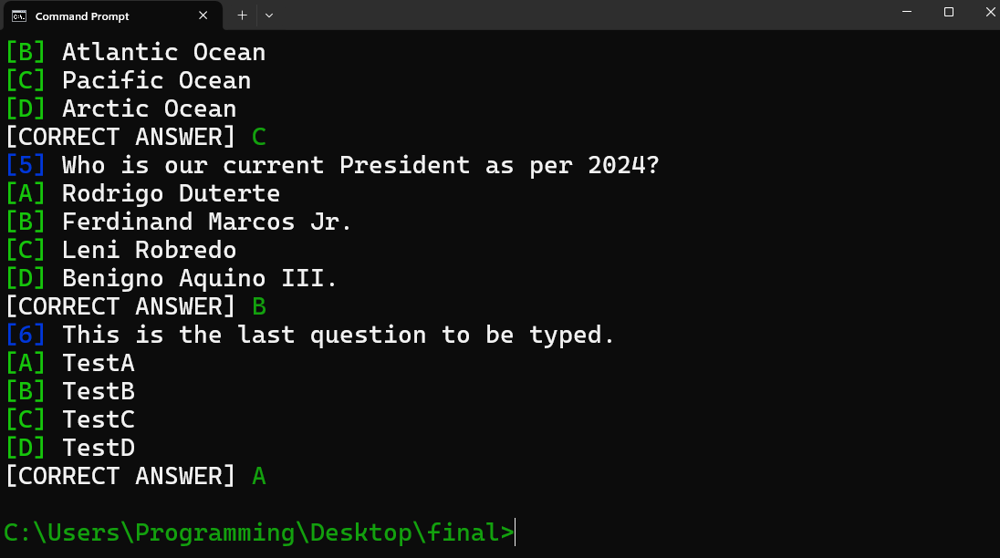 Command Prompt
[B] Atlantic Ocean
[C] Pacific Ocean
[D] Arctic Ocean
[CORRECT ANSWER] C
[5] Who is our current President as per 2024?
[A] Rodrigo Duterte
[B] Ferdinand Marcos Jr.
[C] Leni Robredo
[D] Benigno Aquino III.
[CORRECT ANSWER] B
[6] This is the last question to be typed.
[A] TestA
[B] TestB
[C] TestC
[D] TestD
[CORRECT ANSWER] A
C:\Users\Programming\Desktop\final>